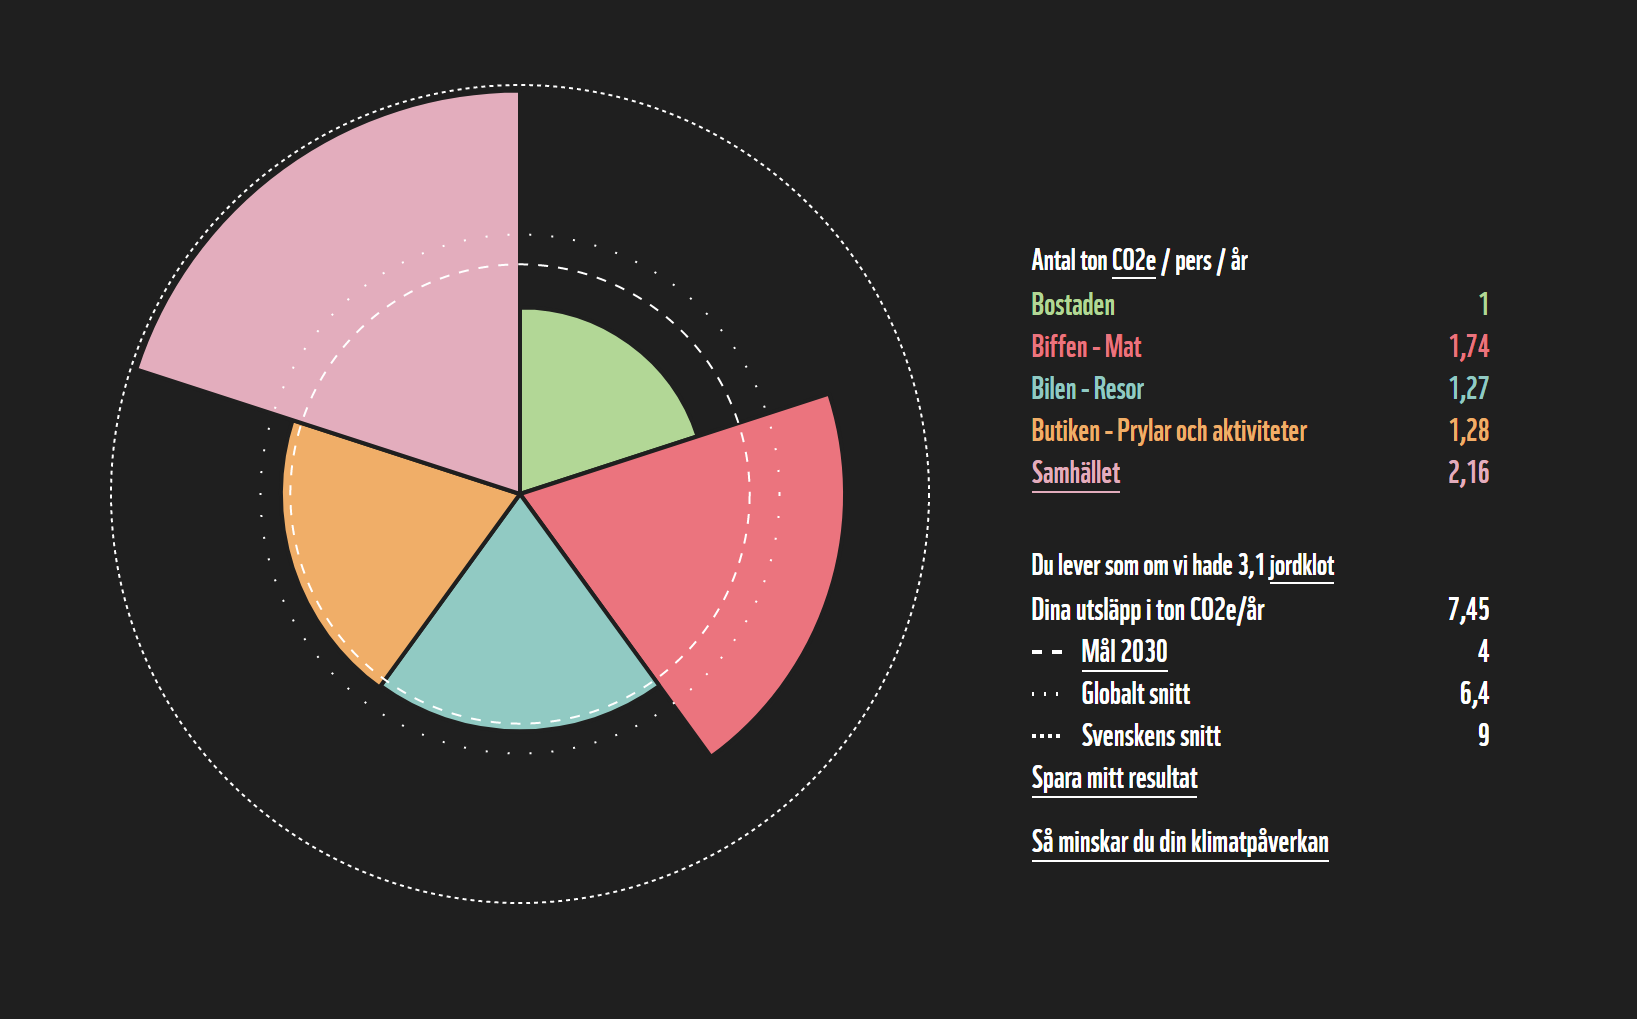 Antal ton CO2e / pers / år
Bostaden 1
Biffen - Mat 1,74
Bilen - Resor 1,27
Butiken - Prylar och aktiviteter 1,28
Samhället 2,16
Du lever som om vi hade 3,1 jordklot
Dina utsläpp i ton CO2e/år 7,45
Mål 2030 4
Globalt snitt 6,4
Svenskens snitt 9
Spara mitt resultat
Så minskar du din klimatpåverkan